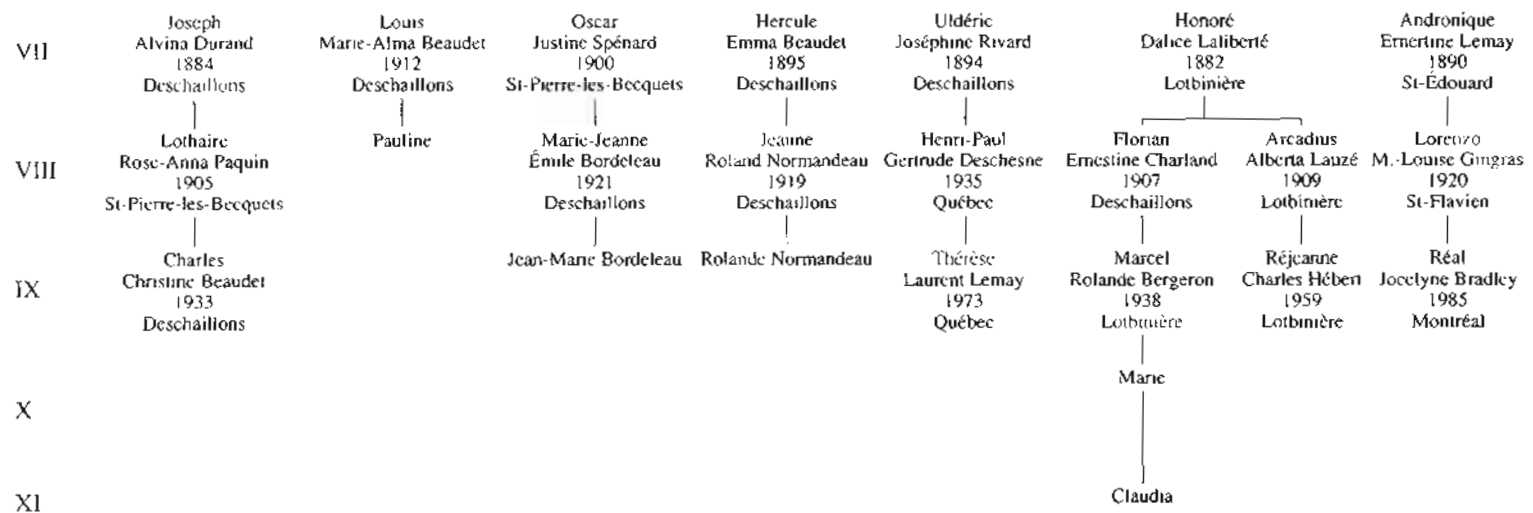 VII
Joseph
Alvina Durand
1884
Deschaillons
Louis
Marie-Alma Beaudet
1912
Deschaillons
Oscar
Justine Spénard
1900
St-Pierre-les-Becquets
Hercule
Emma Beaudet
1895
Deschaillons
Uldéric
Joséphine Rivard
1894
Deschaillons
Honoré
Dalice Laliberté
1882
Lotbinière
Andronique
Ernertine Lemay
1890
St-Édouard
VIII
Lothaire
Rose-Anna Paquin
1905
St-Pierre-les-Becquets
Pauline
Marie-Jeanne
Émile Bordeleau
1921
Deschaillons
Jeanne
Roland Normandeau
1919
Deschaillons
Henri-Paul
Gertrude Deschesne
1935
Québec
Florian
Ernestine Charland
1907
Deschaillons
Arcadius
Alberta Lauzé
1909
Lotbinière
Lorenzo
M.-Louise Gingras
1920
St-Flavien
IX
Charles
Christine Beaudet
1933
Deschaillons
Jean-Marie Bordeleau
Rolande Normandeau
Thérèse
Laurent Lemay
1973
Québec
Marcel
Rolande Bergeron
1938
Lotbinière
Réjeanne
Charles Hébert
1959
Lotbinière
Réal
Jocelyne Bradley
1985
Montréal
X
Marie
XI
Claudia